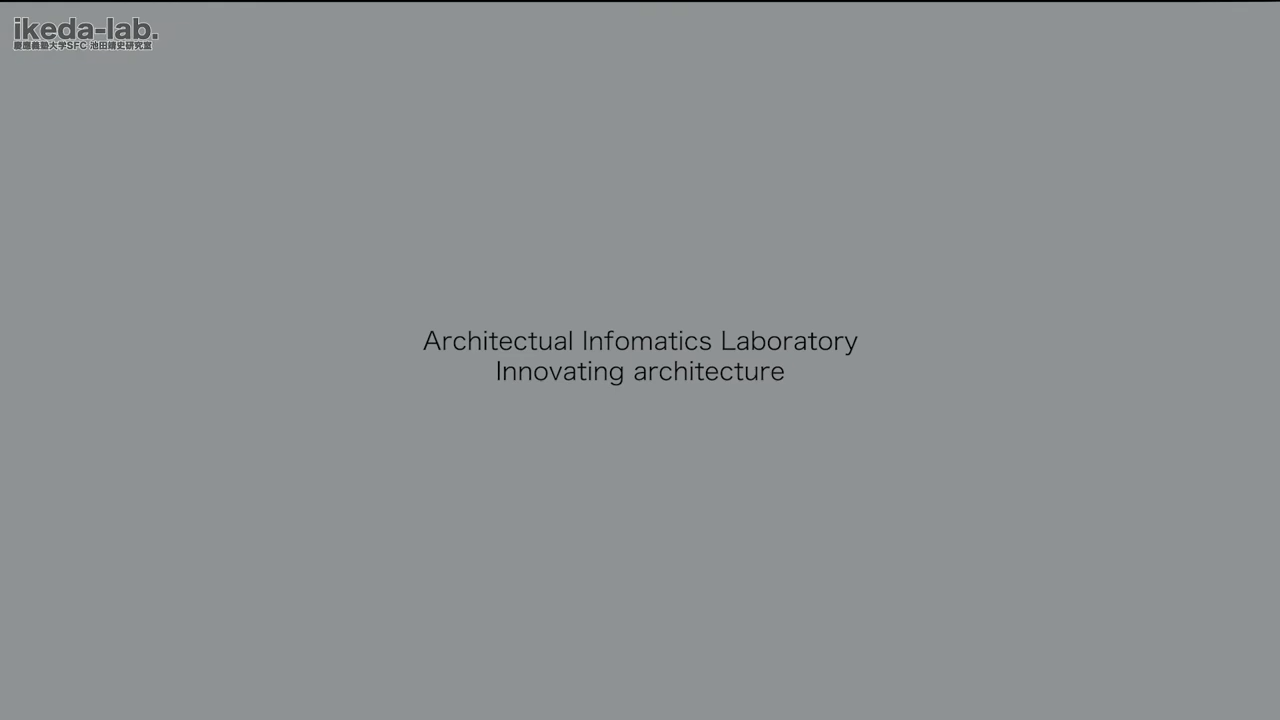 ikeda-lab.
慶應義塾大学SFC 池田靖史研究室
Architectual Infomatics Laboratory
Innovating architecture